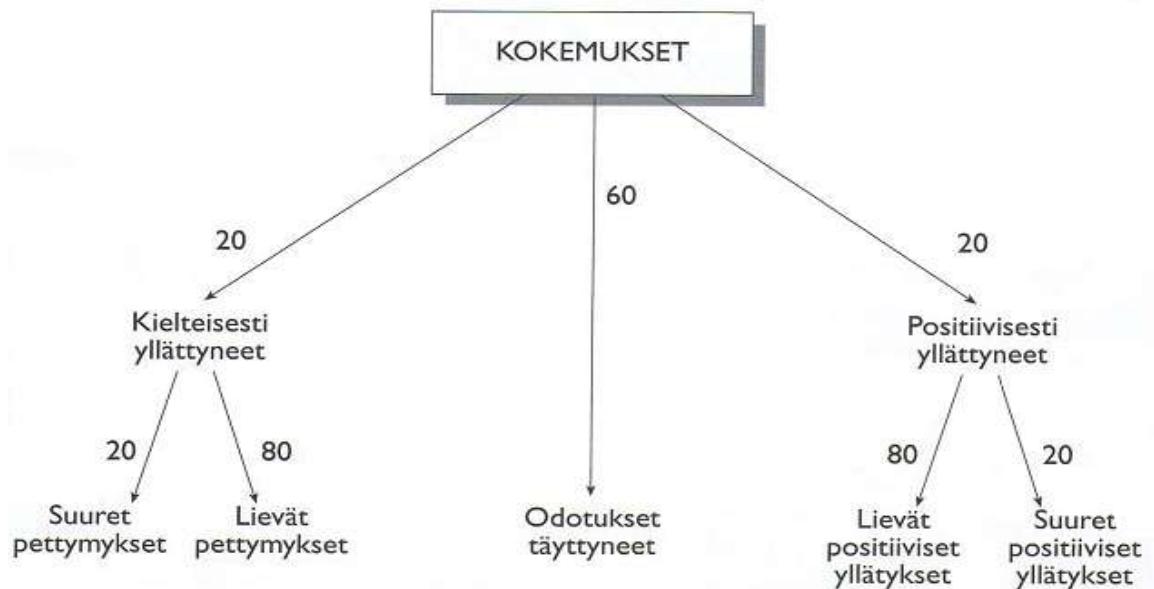 KOKEMUKSET
60
20
20
Kielteisesti
yllättyneet
Positiivisesti
yllättyneet
20
80
80
20
Suuret
pettymykset
Lievät
pettymykset
Odotukset
täyttyneet
Lievät
positiiviset
yllätykset
Suuret
positiiviset
yllätykset